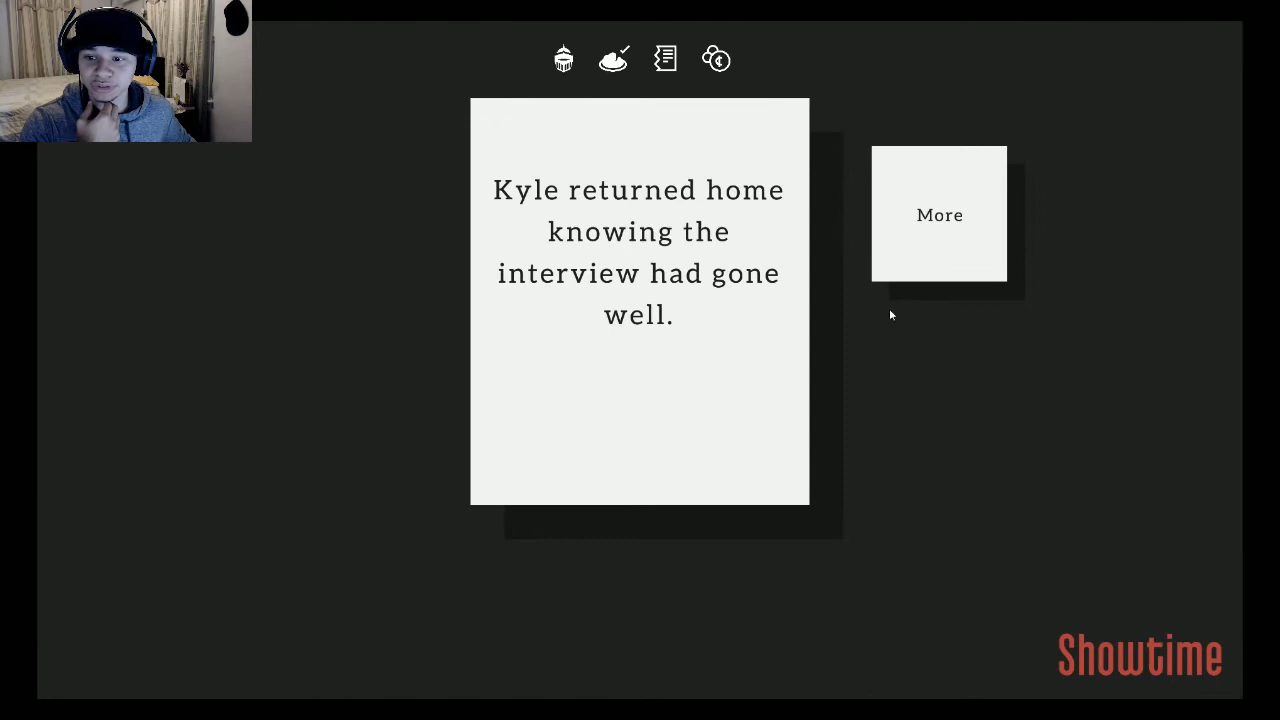 Kyle returned home
knowing the
interview had gone
well.
More
Showtime